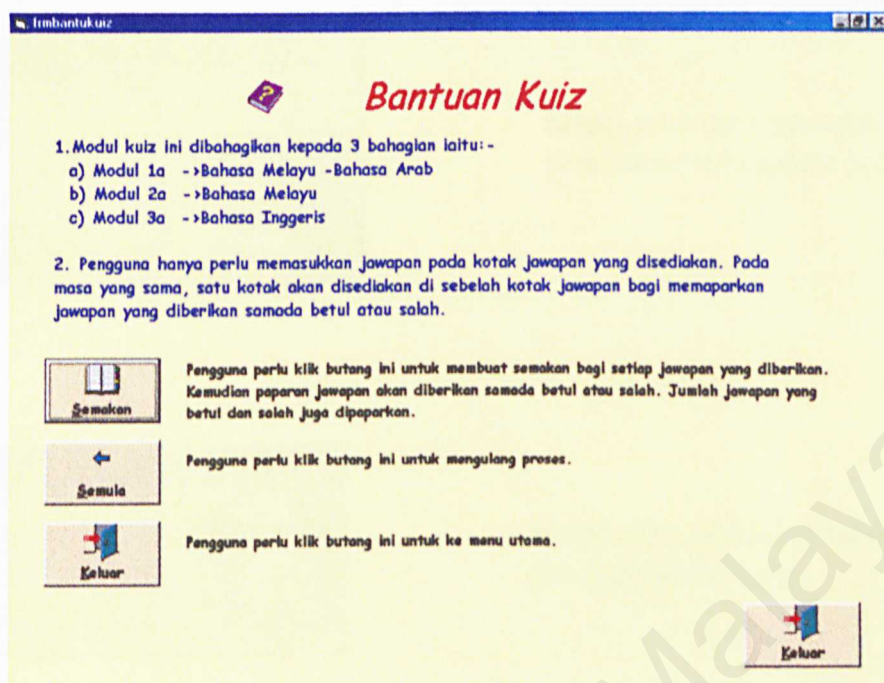 frmbantukuiz
Bantuan Kuiz
1.Modul kuiz ini dibahagikan kepada 3 bahagian iaitu:-
a) Modul 1a ->Bahasa Melayu -Bahasa Arab
b) Modul 2a ->Bahasa Melayu
c) Modul 3a ->Bahasa Inggeris
2. Pengguna hanya perlu memasukkan jawapan pada kotak jawapan yang disediakan. Pada
masa yang sama, satu kotak akan disediakan di sebelah kotak jawapan bagi memaparkan
jawapan yang diberikan samada betul atau salah.
Semakan
Pengguna perlu klik butang ini untuk membuat semakan bagi setiap jawapan yang diberikan.
Kemudian paparan jawapan akan diberikan samada betul atau salah. Jumlah jawapan yang
betul dan salah juga dipaparkan.
Semula
Pengguna perlu klik butang ini untuk mengulang proses.
Keluar
Pengguna perlu klik butang ini untuk ke menu utama.
Keluar
Malaya